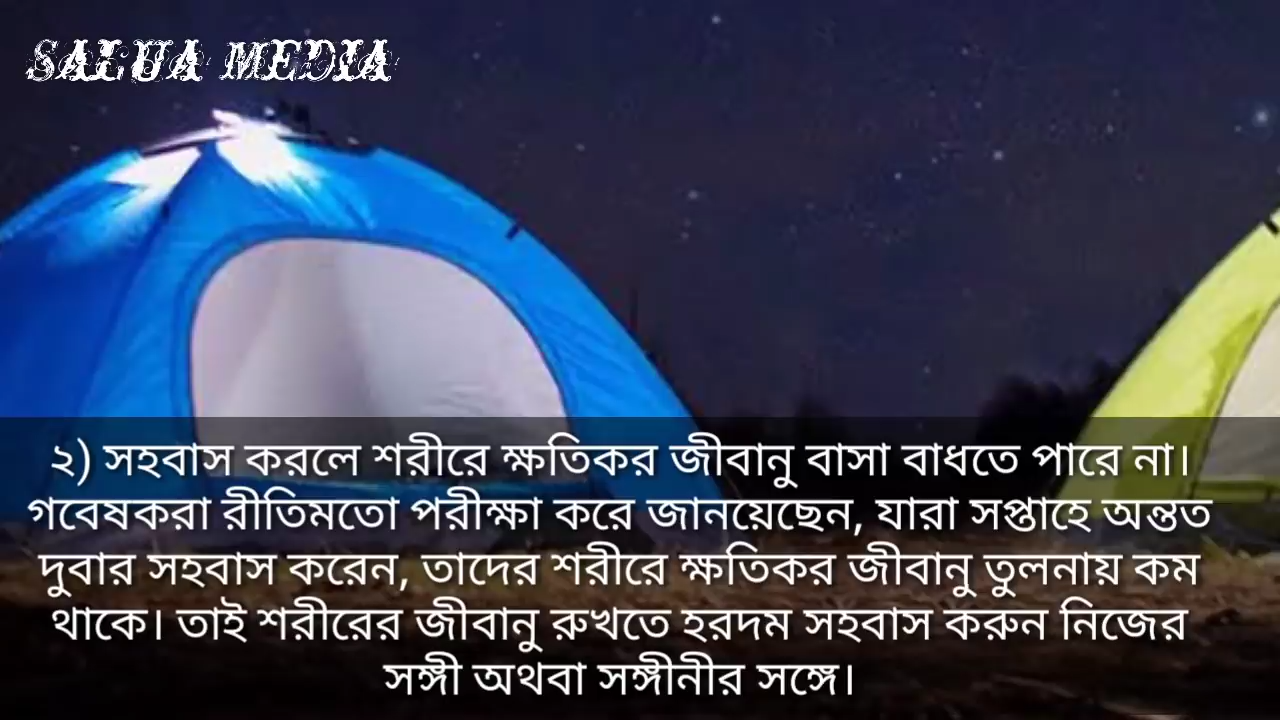 SALUA MEDIA
২) সহবাস করলে শরীরে ক্ষতিকর জীবানু বাসা বাধতে পারে না।
গবেষকরা রীতিমতো পরীক্ষা করে জানয়েছেন, যারা সপ্তাহে অন্তত
দুবার সহবাস করেন, তাদের শরীরে ক্ষতিকর জীবানু তুলনায় কম
থাকে। তাই শরীরের জীবানু রুখতে হরদম সহবাস করুন নিজের
সঙ্গী অথবা সঙ্গীনীর সঙ্গে।